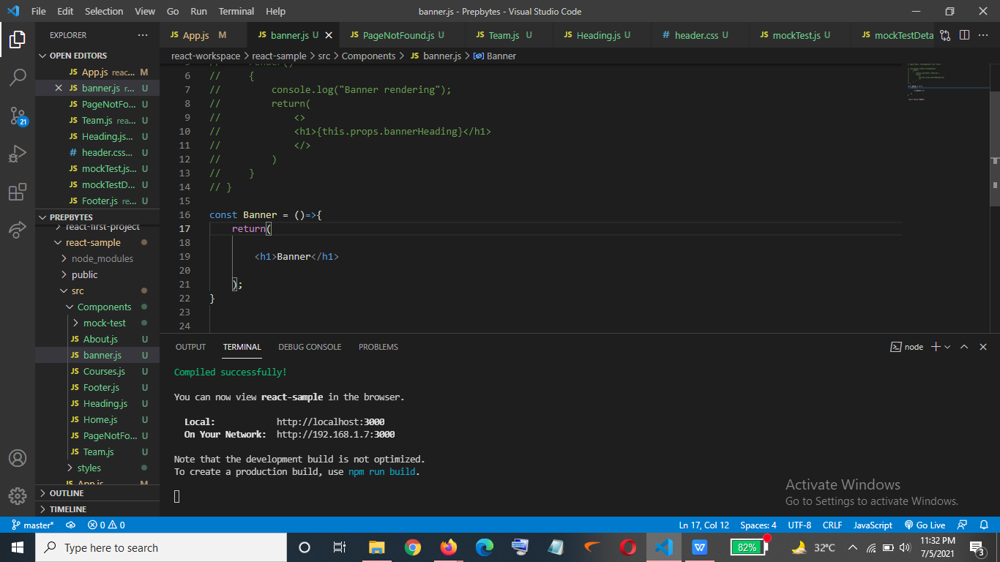 File Edit Selection View Go Run Terminal Help banner.js - Prepbytes - Visual Studio Code
EXPLORER
JS App.js M JS banner.js U JS PageNotFound.js U JS Team.js U JS Heading.js U # header.css U JS mockTest.js U JS mockTestDeta
react-workspace > react-sample > src > Components > JS banner.js > Banner
OPEN EDITORS
JS App.js reac... M
JS banner.js r... U
JS PageNotFo... U
JS Team.js rea... U
JS Heading.js... U
# header.css... U
JS mockTest.js... U
JS mockTestD... U
JS Footer.js re... U
PREPBYTES
react-first-project
react-sample
node_modules
public
src
Components
mock-test
JS About.js U
JS banner.js U
JS Courses.js U
JS Footer.js U
JS Heading.js U
JS Home.js U
JS PageNotFo... U
JS Team.js U
styles
JS App.js M
OUTLINE
TIMELINE
21
5 // render()
6 // {
7 // console.log("Banner rendering");
8 // return(
9 // <>
10 // <h1>{this.props.bannerHeading}</h1>
11 // </>
12 // )
13 // }
14 // }
15
16 const Banner = ()=>{
17 return(
18
19 <h1>Banner</h1>
20
21 );
22 }
23
24
OUTPUT TERMINAL DEBUG CONSOLE PROBLEMS node
Compiled successfully!
You can now view react-sample in the browser.
Local: http://localhost:3000
On Your Network: http://192.168.1.7:3000
Note that the development build is not optimized.
To create a production build, use npm run build.
Activate Windows
Go to Settings to activate Windows.
master* 0 0 Ln 17, Col 12 Spaces: 4 UTF-8 CRLF JavaScript Go Live
Type here to search 82% 32°C 11:32 PM
7/5/2021
3